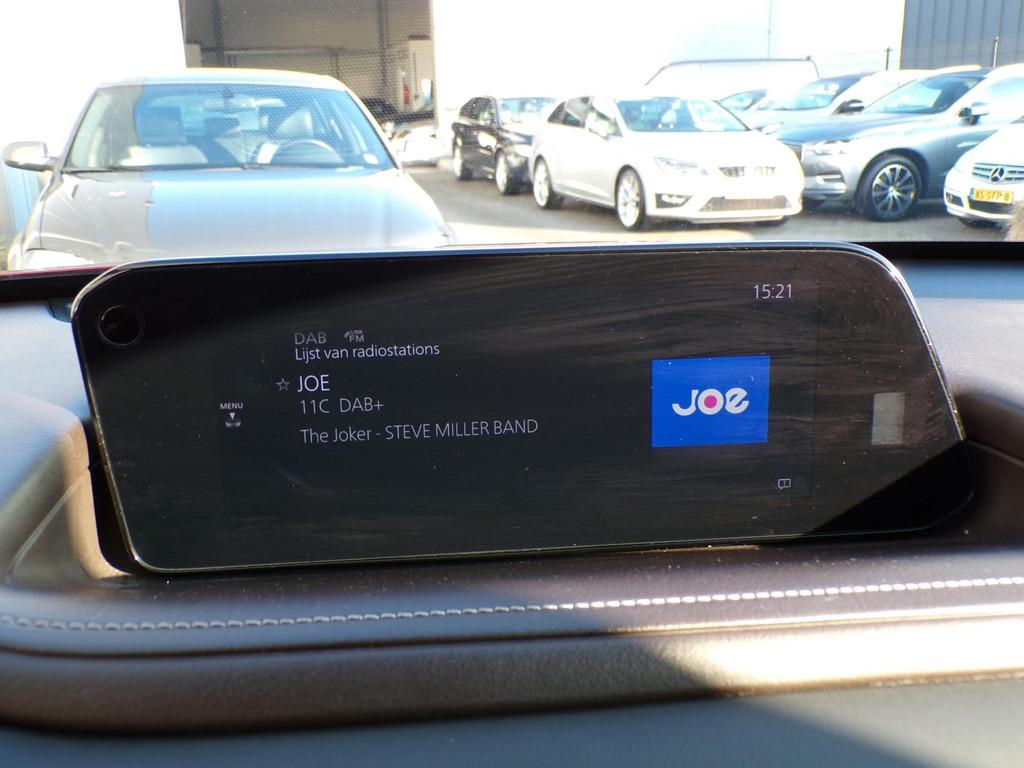 15:21
DAB LINK FM
Lijst van radiostations
☆ JOE
11C DAB+
MENU
The Joker - STEVE MILLER BAND
JOE